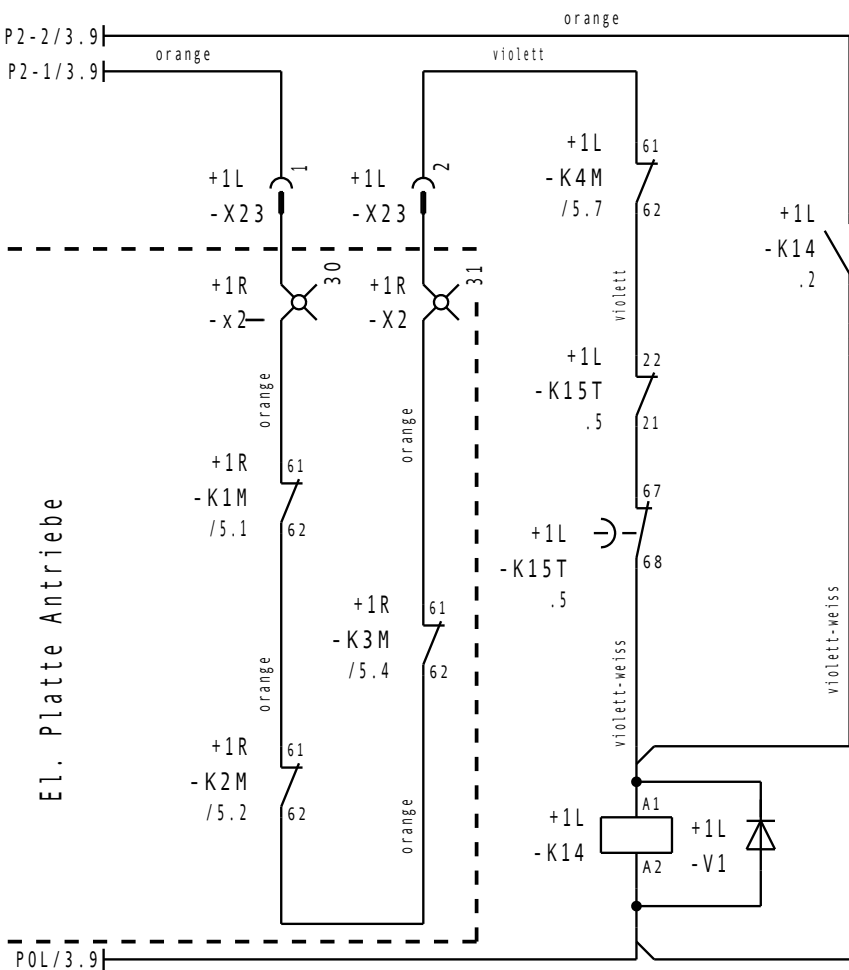 orange
P2-2/3.9
orange
violett
P2-1/3.9
1
2
+1L
-X23
+1L
-X23
+1L
-K4M
/5.7
61
62
+1L
-K14
.2
+1R
-x2
30
+1R
-X2
31
violett
orange
orange
+1L
-K15T
.5
22
21
+1R
-K1M
/5.1
61
62
+1L
-K15T
.5
67
68
El. Platte Antriebe
+1R
-K3M
/5.4
61
62
orange
violett-weiss
violett-weiss
+1R
-K2M
/5.2
61
62
orange
+1L
-K14
A1
A2
+1L
-V1
POL/3.9